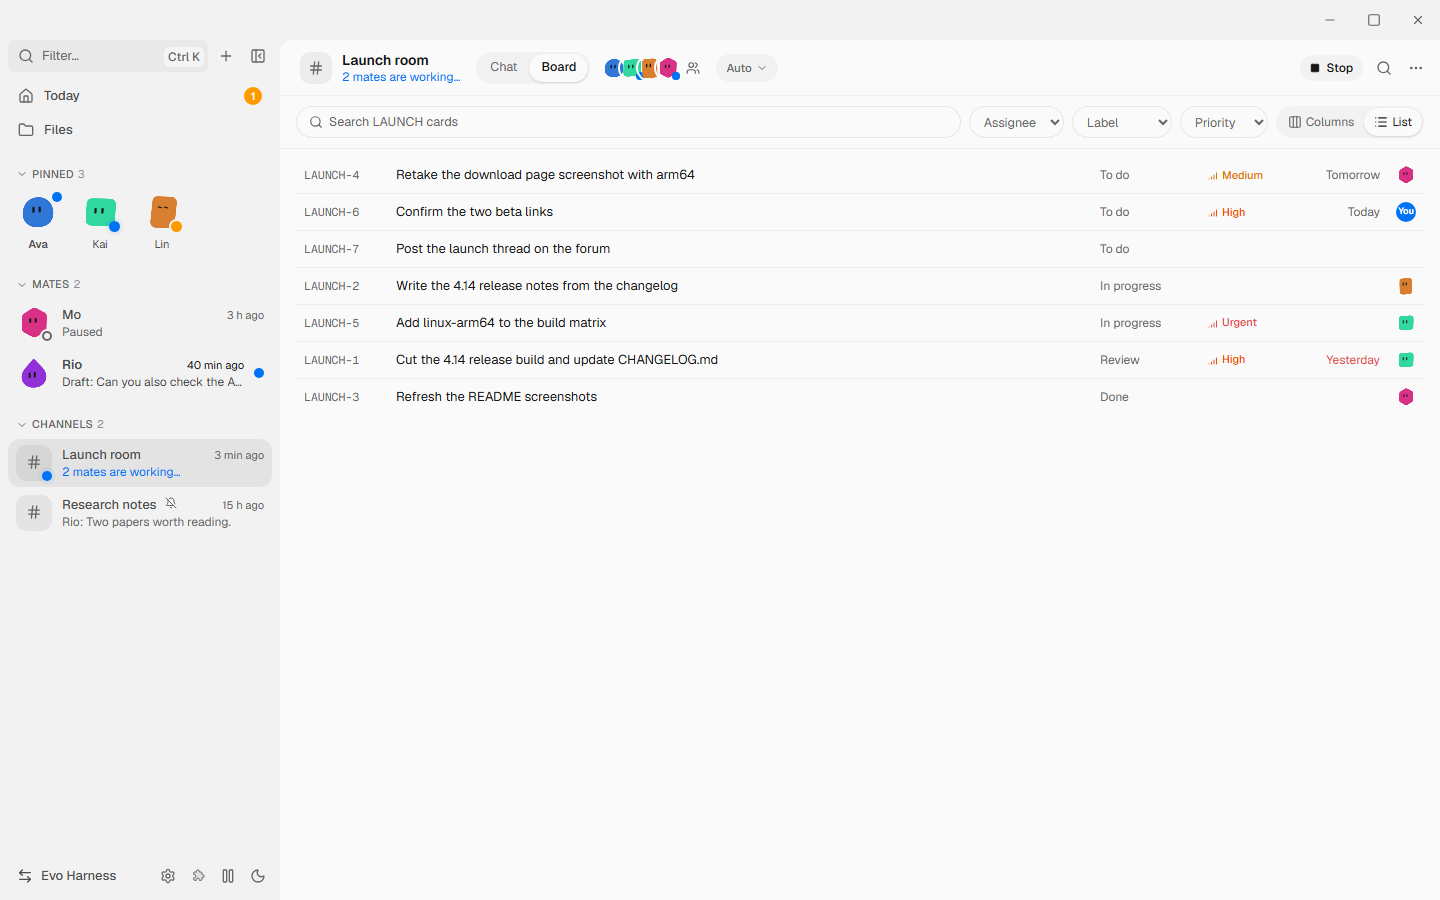 Filter...
Ctrl K
Today
1
Files
PINNED 3
Ava
Kai
Lin
MATES 2
Mo
3 h ago
Paused
Rio
40 min ago
Draft: Can you also check the A...
CHANNELS 2
Launch room
3 min ago
2 mates are working...
Research notes
15 h ago
Rio: Two papers worth reading.
Evo Harness
Launch room
2 mates are working...
Chat
Board
Auto
Stop
Search LAUNCH cards
Assignee
Label
Priority
Columns
List
LAUNCH-4 Retake the download page screenshot with arm64 To do Medium Tomorrow
LAUNCH-6 Confirm the two beta links To do High Today You
LAUNCH-7 Post the launch thread on the forum To do
LAUNCH-2 Write the 4.14 release notes from the changelog In progress
LAUNCH-5 Add linux-arm64 to the build matrix In progress Urgent
LAUNCH-1 Cut the 4.14 release build and update CHANGELOG.md Review High Yesterday
LAUNCH-3 Refresh the README screenshots Done